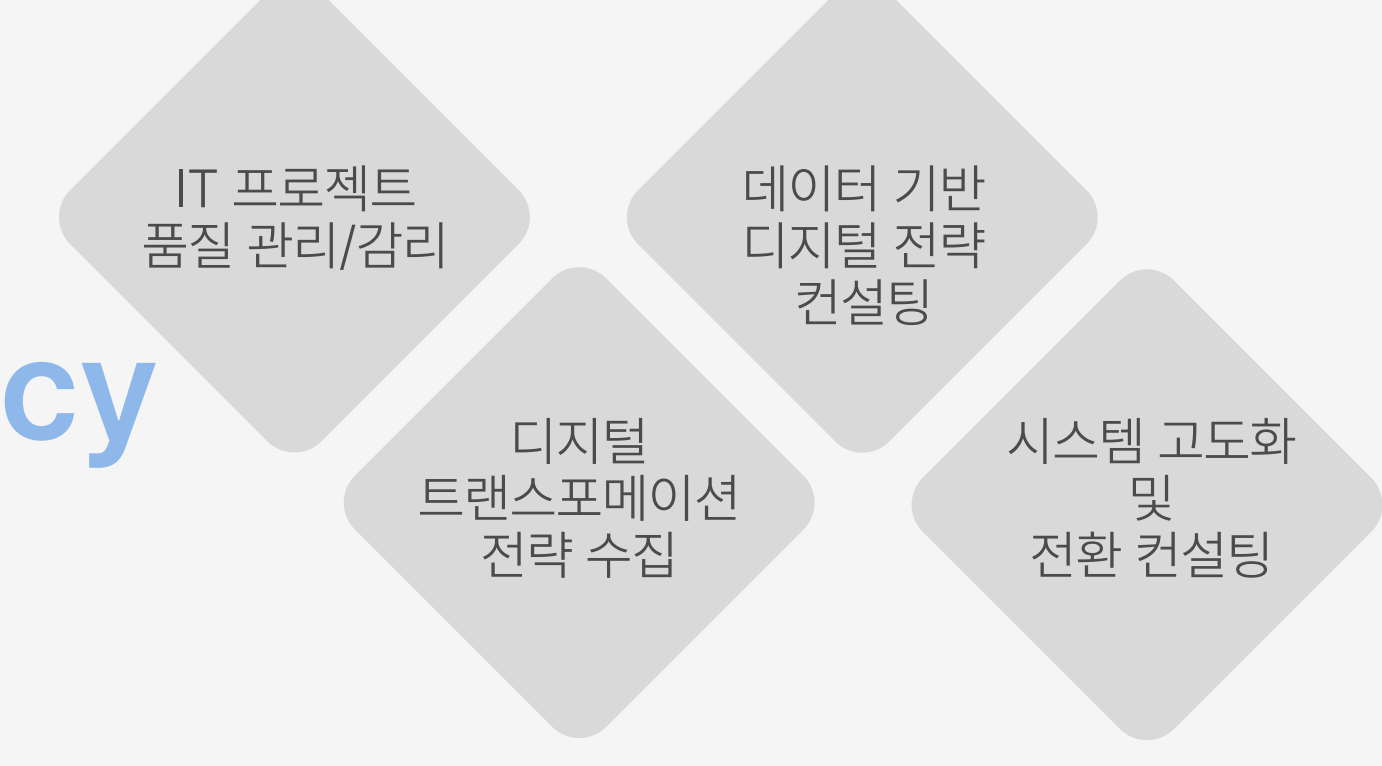 IT 프로젝트
품질 관리/감리
데이터 기반
디지털 전략
컨설팅
cy
디지털
트랜스포메이션
전략 수집
시스템 고도화
및
전환 컨설팅